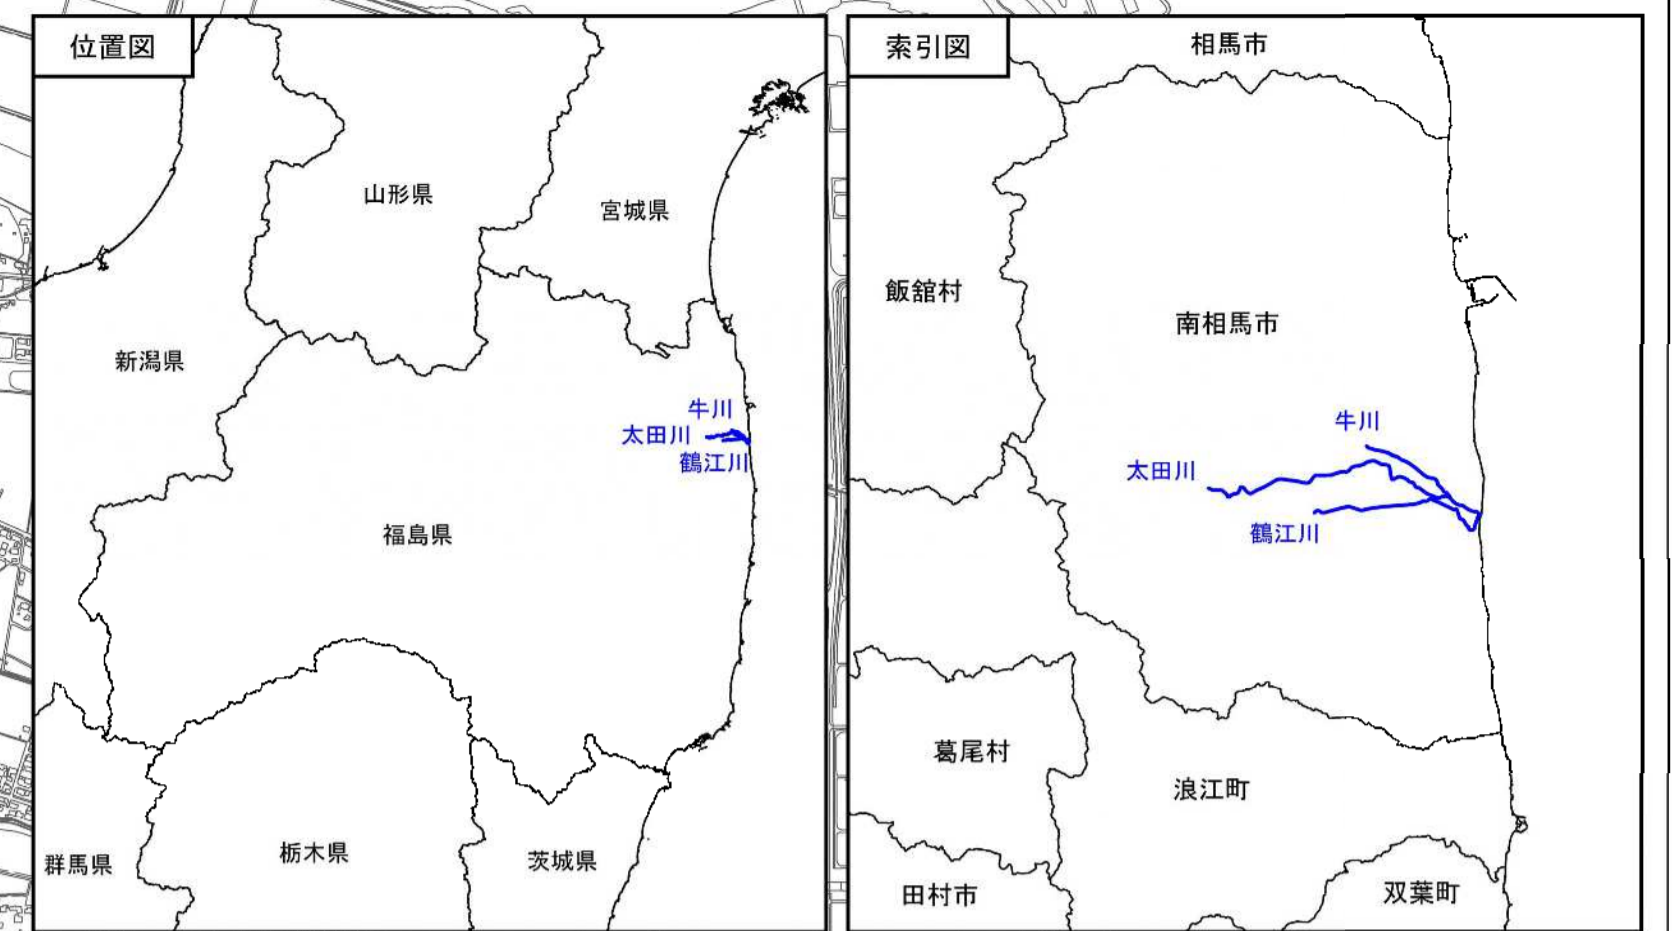 位置図
山形県
宮城県
新潟県
牛川
太田川
鶴江川
福島県
群馬県
栃木県
茨城県
索引図
相馬市
飯舘村
南相馬市
牛川
太田川
鶴江川
葛尾村
浪江町
田村市
双葉町